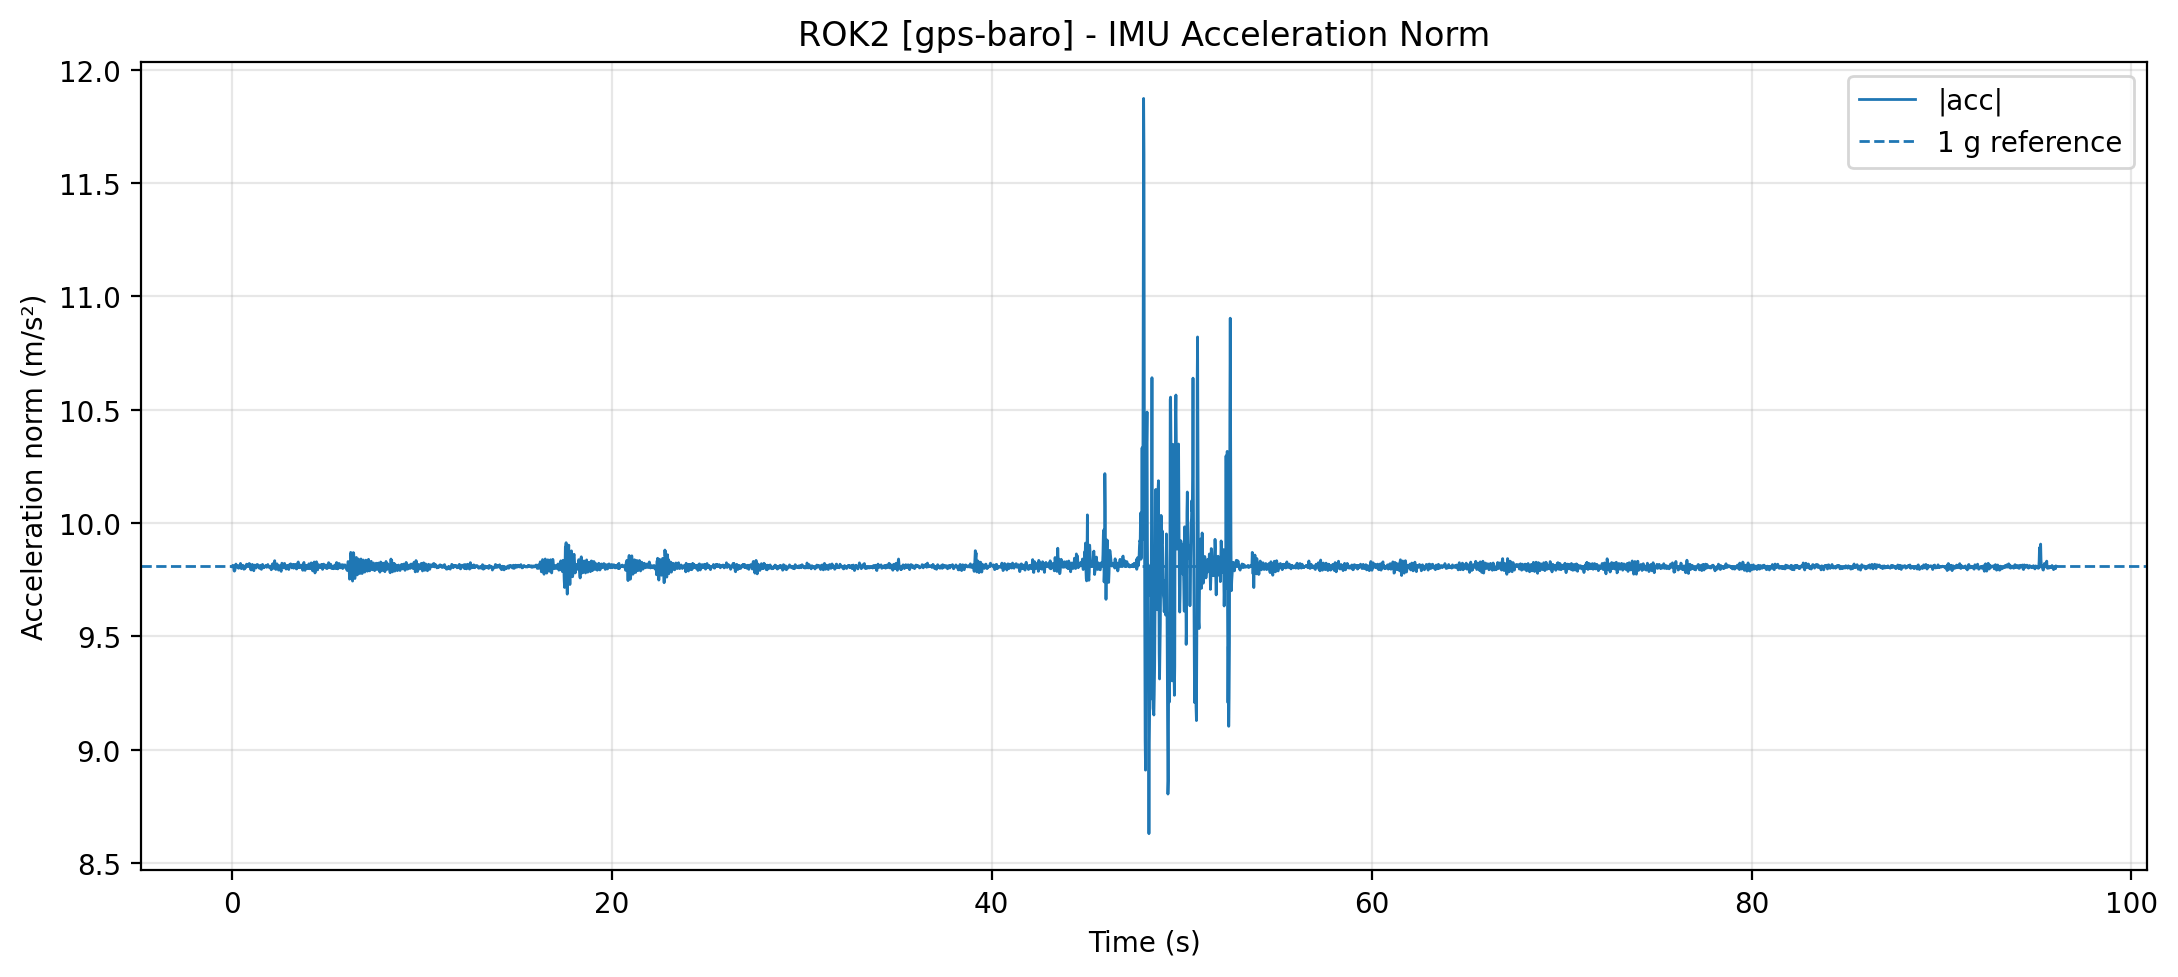 ROK2 [gps-baro] - IMU Acceleration Norm
|acc|
1 g reference
Acceleration norm (m/s²)
12.0
11.5
11.0
10.5
10.0
9.5
9.0
8.5
0 20 40 60 80 100
Time (s)